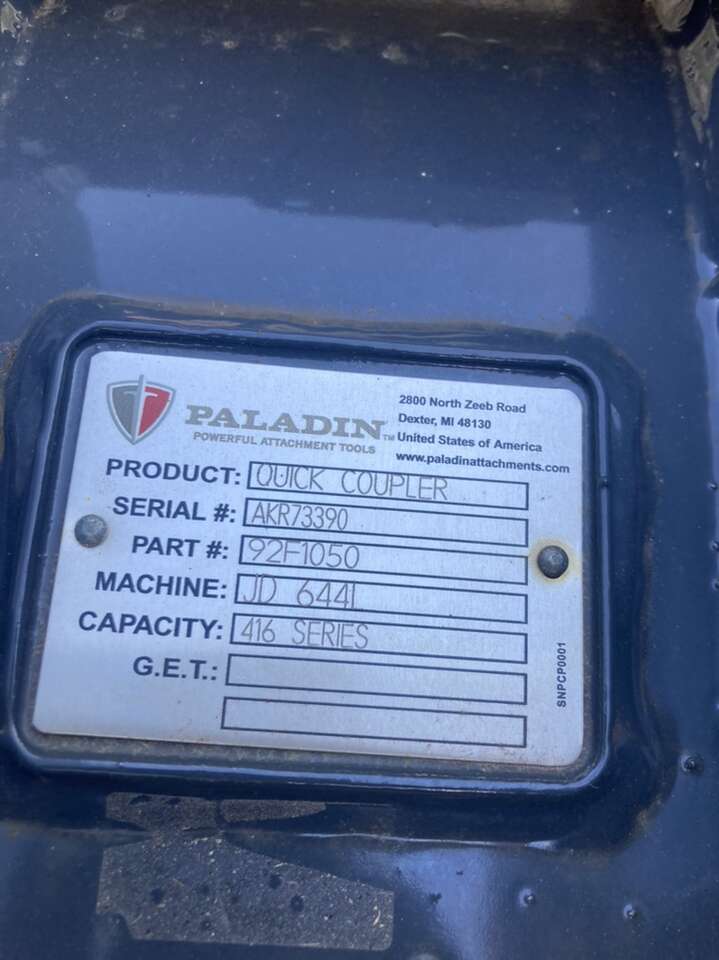 PALADIN™
POWERFUL ATTACHMENT TOOLS
2800 North Zeeb Road
Dexter, MI 48130
United States of America
www.paladinattachments.com
PRODUCT: QUICK COUPLER
SERIAL #: AKR73390
PART #: 92F1050
MACHINE: JD 644L
CAPACITY: 416 SERIES
G.E.T.:
SNPCP0001